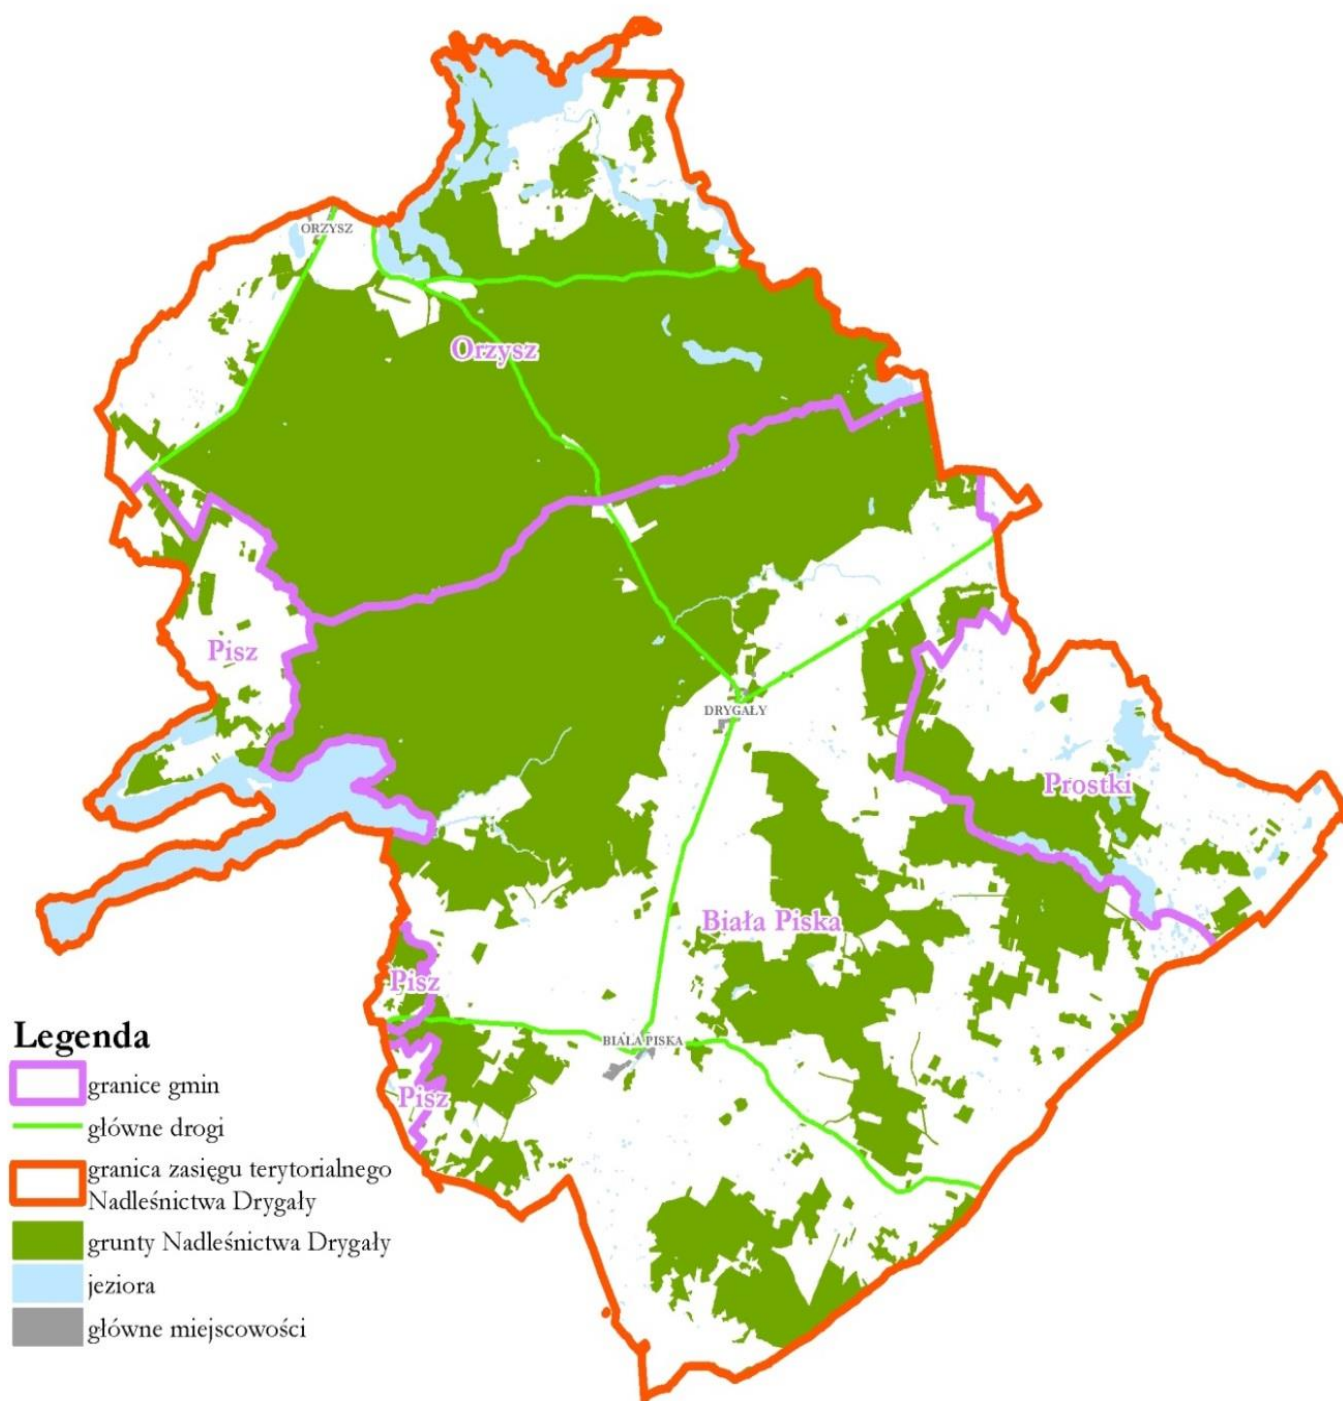 ORZYSZ
Orzysz
Pisz
DRYGAŁY
Prostki
Biała Piska
Pisz
BIAŁA PISKA
Pisz
Legenda
granice gmin
główne drogi
granica zasięgu terytorialnego
Nadleśnictwa Drygały
grunty Nadleśnictwa Drygały
jeziora
główne miejscowości